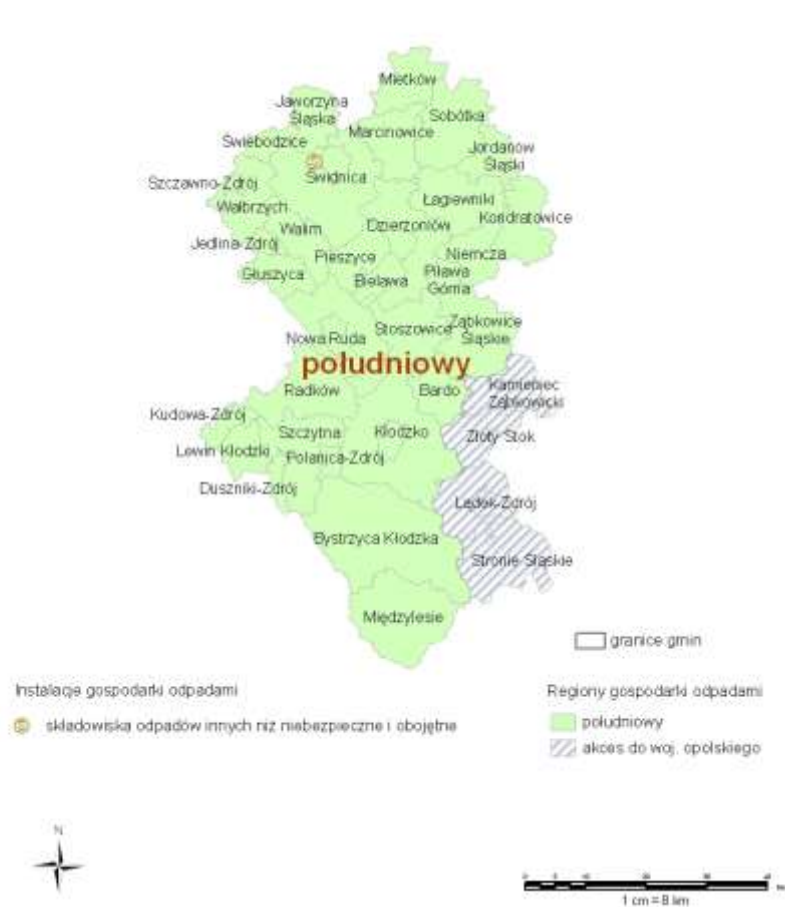 Mietków
Jaworzyna
Śląska
Sobótka
Marcinowice
Świebodzice
Jordanów
Śląski
Świdnica
Szczawno-Zdrój
Łagiewniki
Wałbrzych
Kondratowice
Dzierżoniów
Walim
Jedlina-Zdrój
Niemcza
Pieszyce
Głuszyca
Bielawa
Piława
Górna
Ząbkowice
Śląskie
Stoszowice
Nowa Ruda
południowy
Radków
Bardo
Kamieniec
Ząbkowicki
Kudowa-Zdrój
Szczytna
Kłodzko
Złoty Stok
Lewin Kłodzki
Polanica-Zdrój
Duszniki-Zdrój
Lądek-Zdrój
Bystrzyca Kłodzka
Stronie Śląskie
Międzylesie
granice gmin
Instalacje gospodarki odpadami
składowiska odpadów innych niż niebezpieczne i obojętne
Regiony gospodarki odpadami
południowy
akces do woj. opolskiego
N
1 cm = 8 km